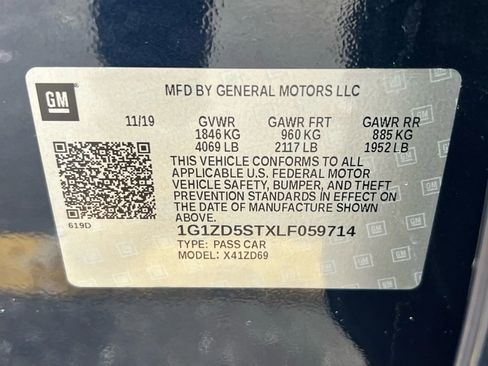 GM
MFD BY GENERAL MOTORS LLC
11/19 GVWR GAWR FRT GAWR RR
1846 KG 960 KG 885 KG
4069 LB 2117 LB 1952 LB
THIS VEHICLE CONFORMS TO ALL
APPLICABLE U.S. FEDERAL MOTOR
VEHICLE SAFETY, BUMPER, AND THEFT
PREVENTION STANDARDS IN EFFECT ON
THE DATE OF MANUFACTURE SHOWN
ABOVE.
619D
1G1ZD5STXLF059714
TYPE: PASS CAR
MODEL: X41ZD69